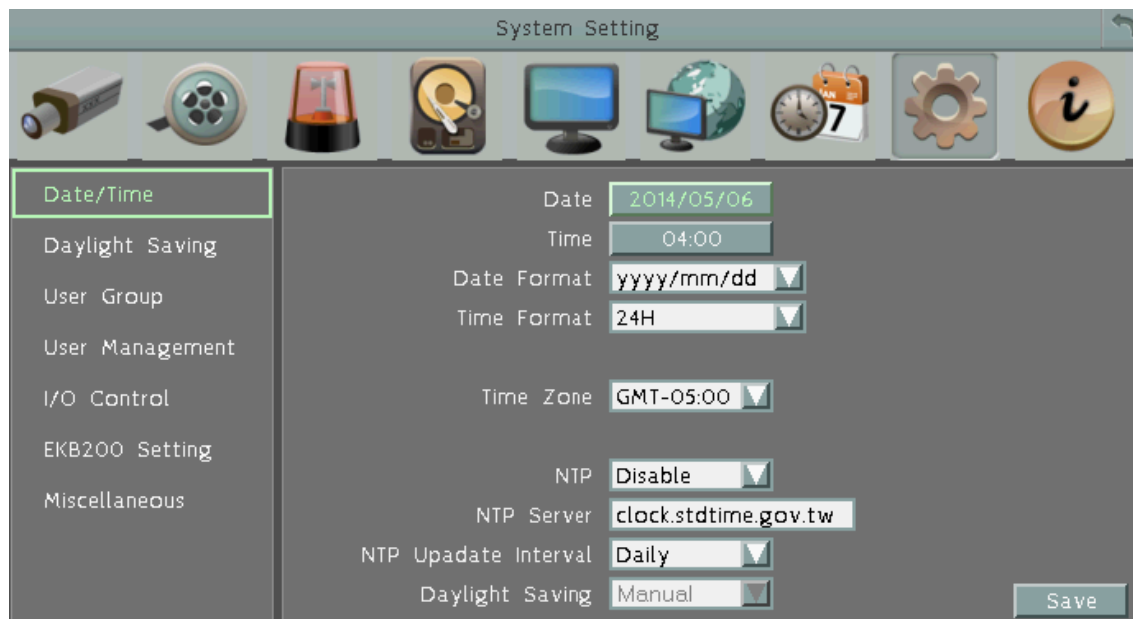 System Setting
JAN
7
i
Date/Time
Daylight Saving
User Group
User Management
I/O Control
EKB200 Setting
Miscellaneous
Date 2014/05/06
Time 04:00
Date Format yyyy/mm/dd
Time Format 24H
Time Zone GMT-05:00
NTP Disable
NTP Server clock.stdtime.gov.tw
NTP Upadate Interval Daily
Daylight Saving Manual
Save